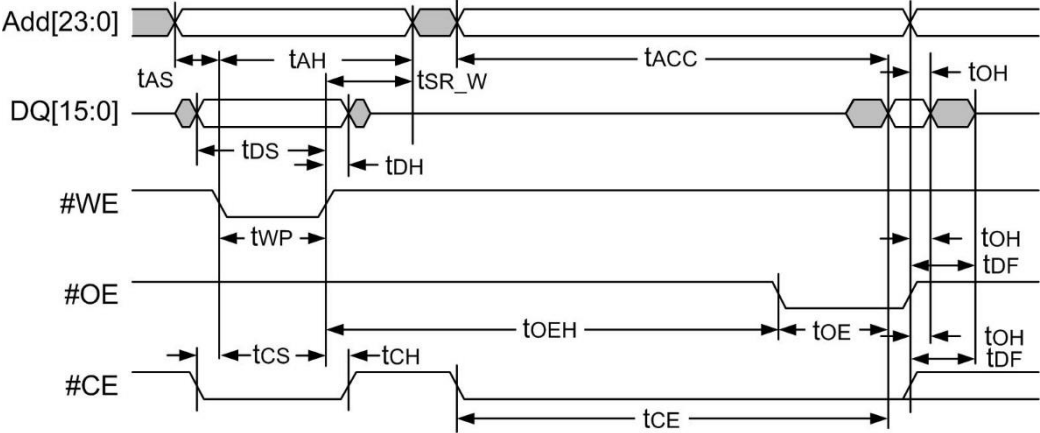 Add[23:0]
tAS
tAH
tSR_W
tACC
tOH
DQ[15:0]
tDS
tDH
#WE
tWP
tOH
tDF
#OE
tOEH
tOE
tOH
tDF
#CE
tCS
tCH
tCE